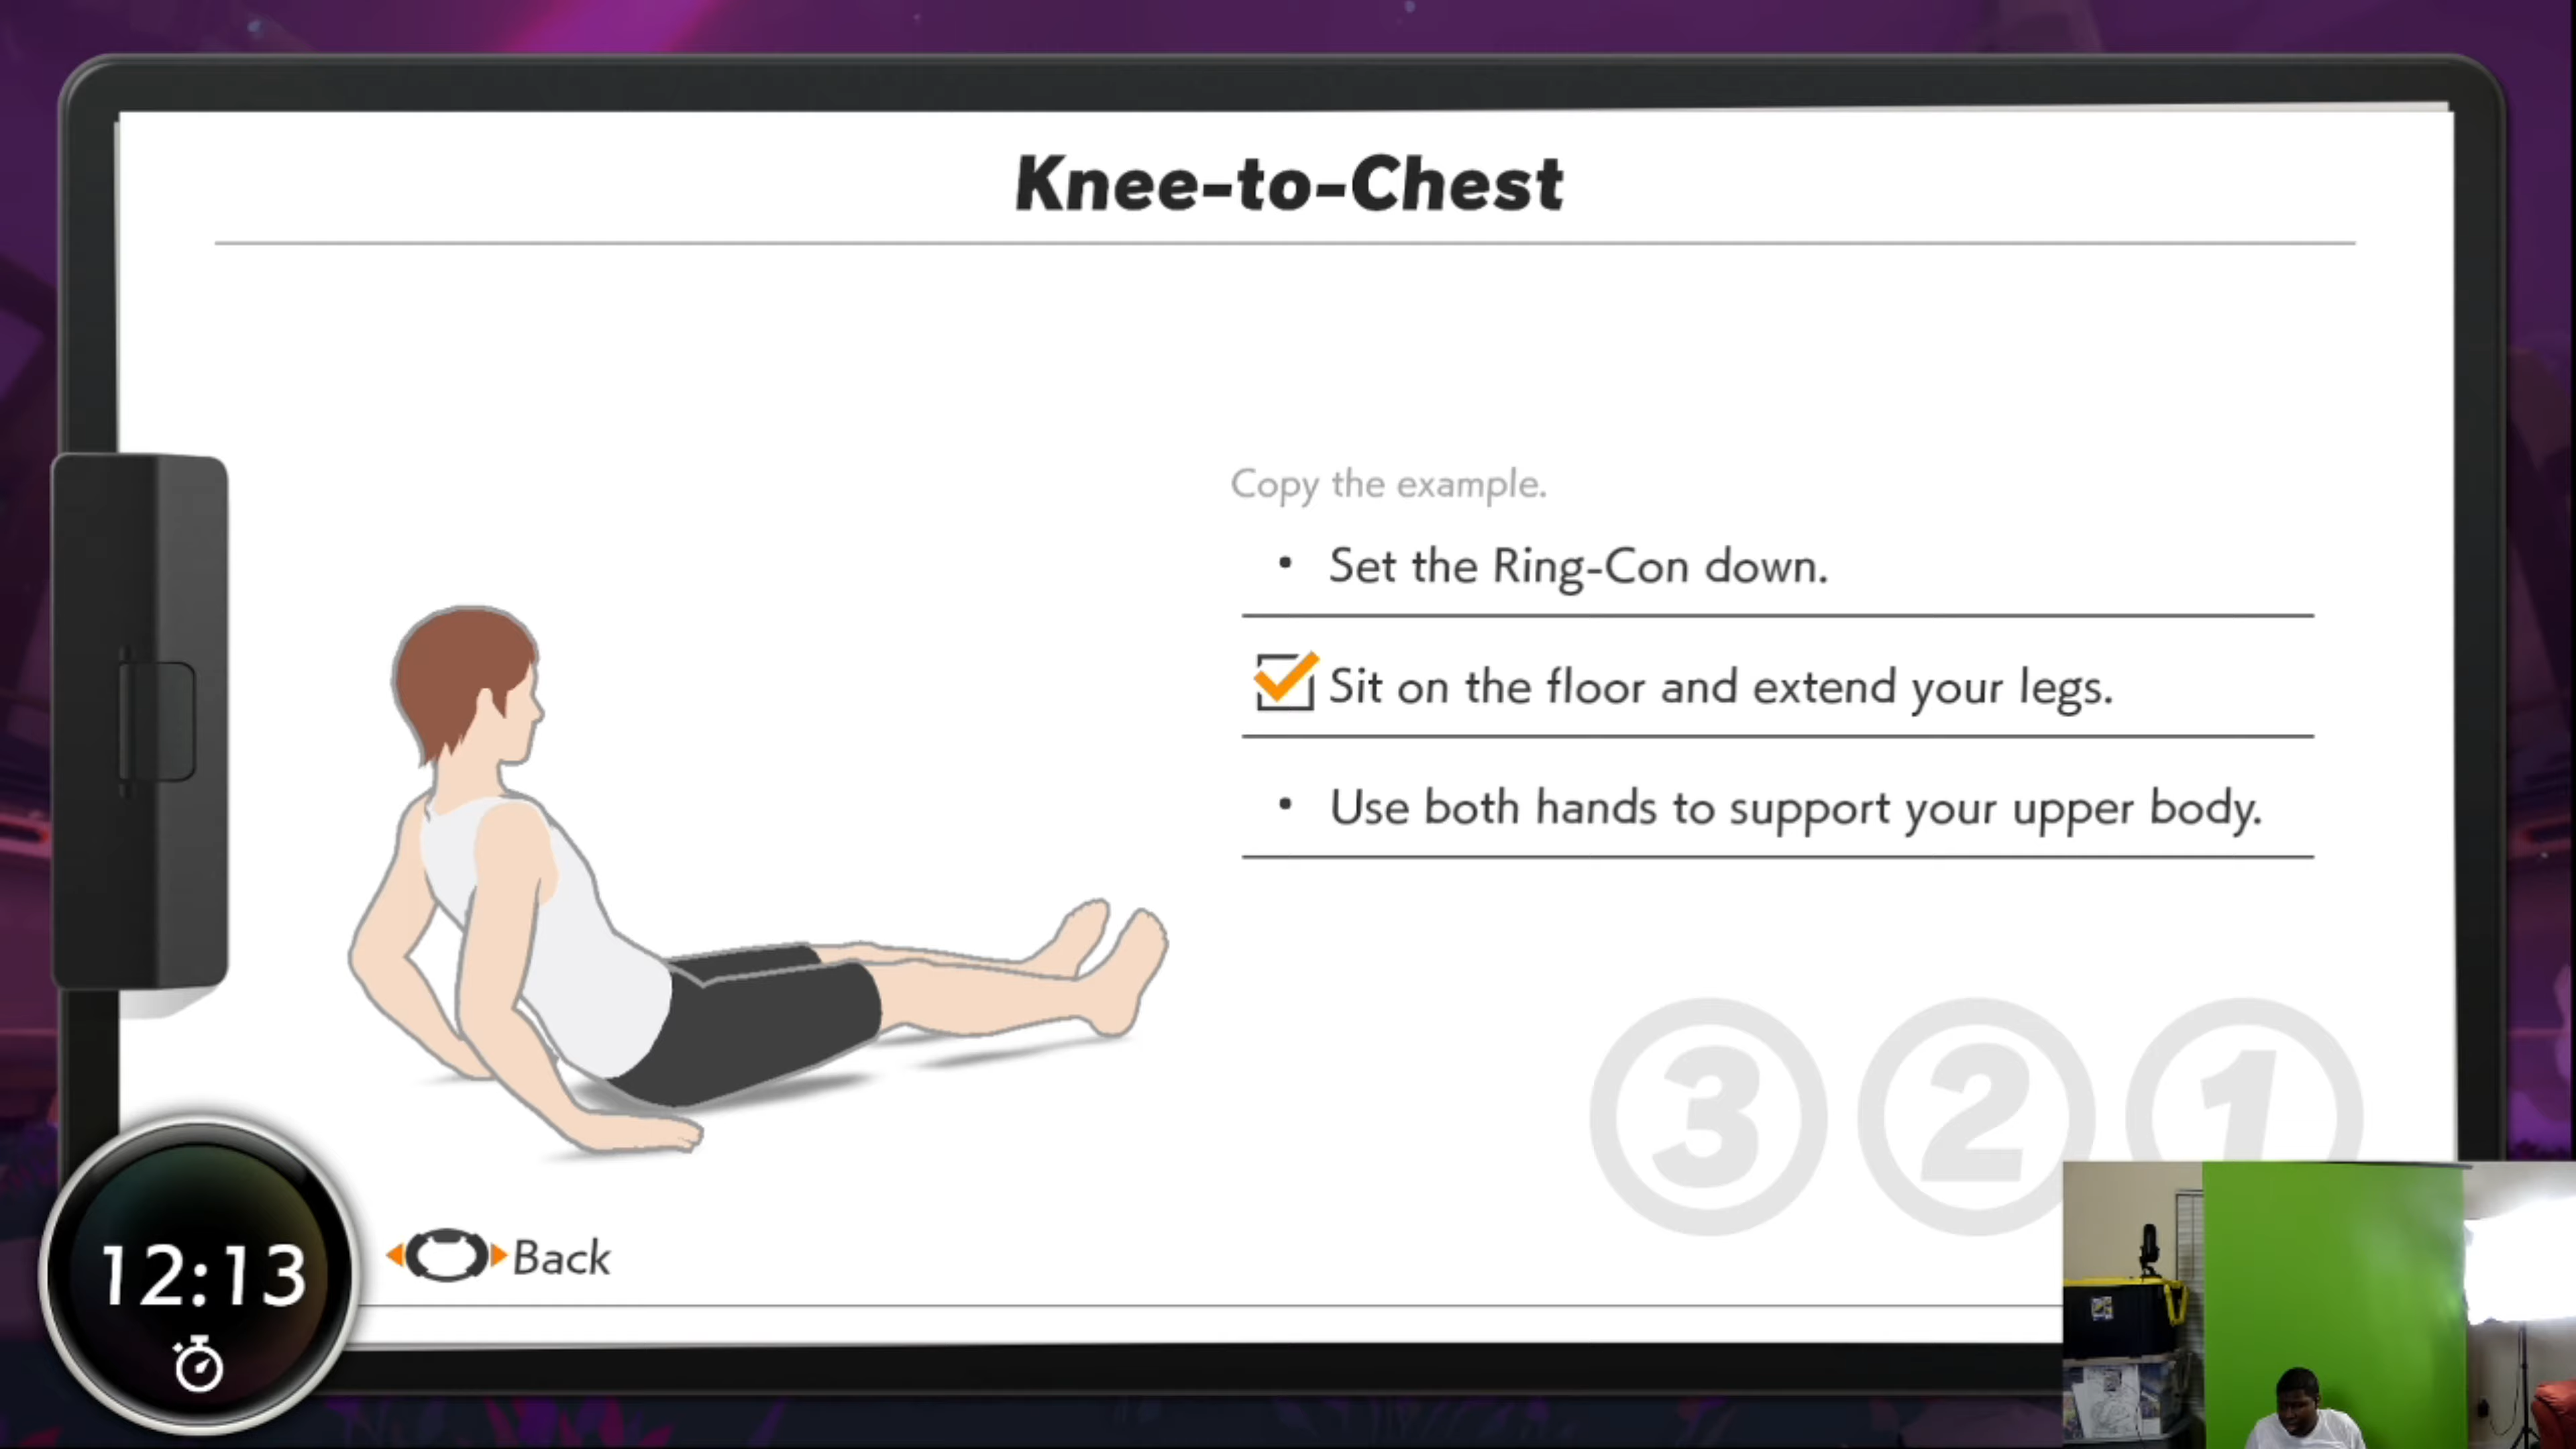 Knee-to-Chest
Copy the example.
• Set the Ring-Con down.
Sit on the floor and extend your legs.
• Use both hands to support your upper body.
3 2 1
Back
12:13